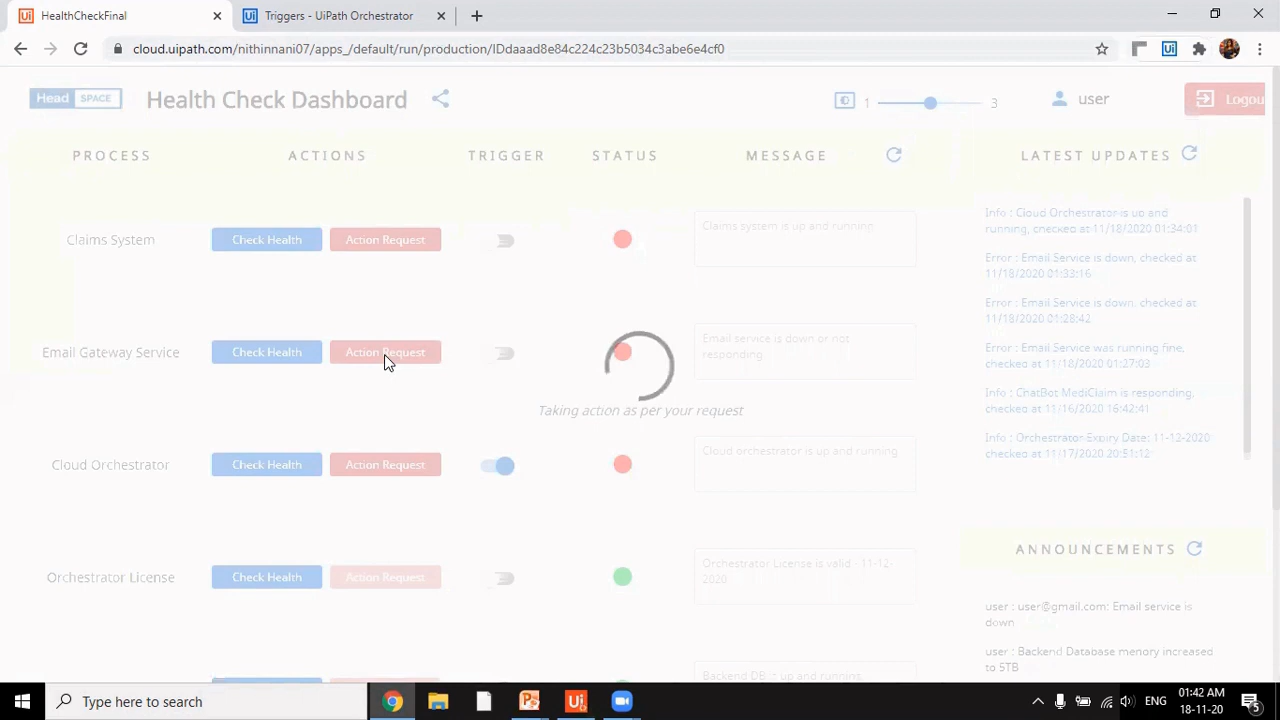 HealthCheckFinal
Triggers - UiPath Orchestrator
cloud.uipath.com/nithinnani07/apps_/default/run/production/IDdaaad8e84c224c23b5034c3abe6e4cf0
Head SPACE
Health Check Dashboard
1
3
user
Logou
PROCESS
ACTIONS
TRIGGER
STATUS
MESSAGE
LATEST UPDATES
Claims System
Check Health
Action Request
Claims system is up and running
Email Gateway Service
Check Health
Action Request
Email service is down or not
responding
Taking action as per your request
Cloud Orchestrator
Check Health
Action Request
Cloud orchestrator is up and running
Orchestrator License
Check Health
Action Request
Orchestrator License is valid - 11-12-
2020
Backend DB is up and running
Info : Cloud Orchestrator is up and
running, checked at 11/18/2020 01:34:01
Error : Email Service is down, checked at
11/18/2020 01:33:16
Error : Email Service is down, checked at
11/18/2020 01:28:42
Error : Email Service was running fine,
checked at 11/18/2020 01:27:03
Info : ChatBot MediClaim is responding,
checked at 11/16/2020 16:42:41
Info : Orchestrator Expiry Date: 11-12-2020
checked at 11/17/2020 20:51:12
ANNOUNCEMENTS
user : user@gmail.com: Email service is
down
user : Backend Database memory increased
to 5TB
Type here to search
ENG
01:42 AM
18-11-20
5